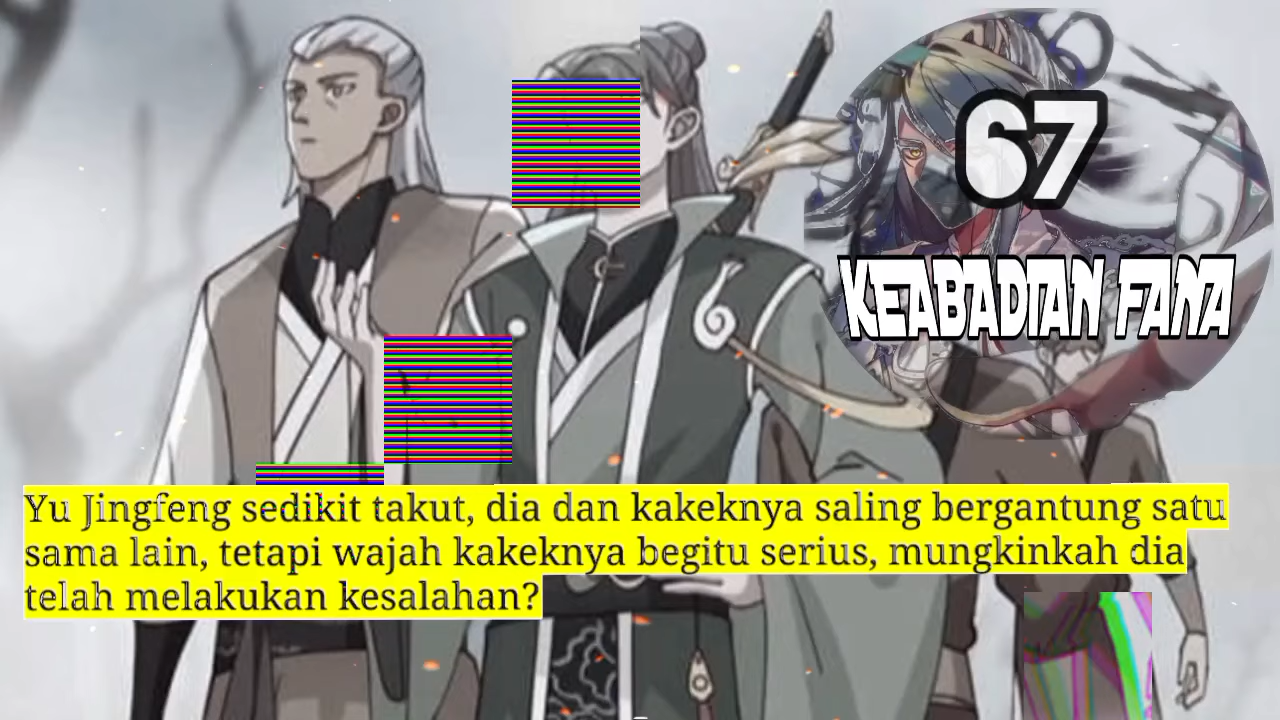 67
KEABADIAN FANA
Yu Jingfeng sedikit takut, dia dan kakeknya saling bergantung satu
sama lain, tetapi wajah kakeknya begitu serius, mungkinkah dia
telah melakukan kesalahan?